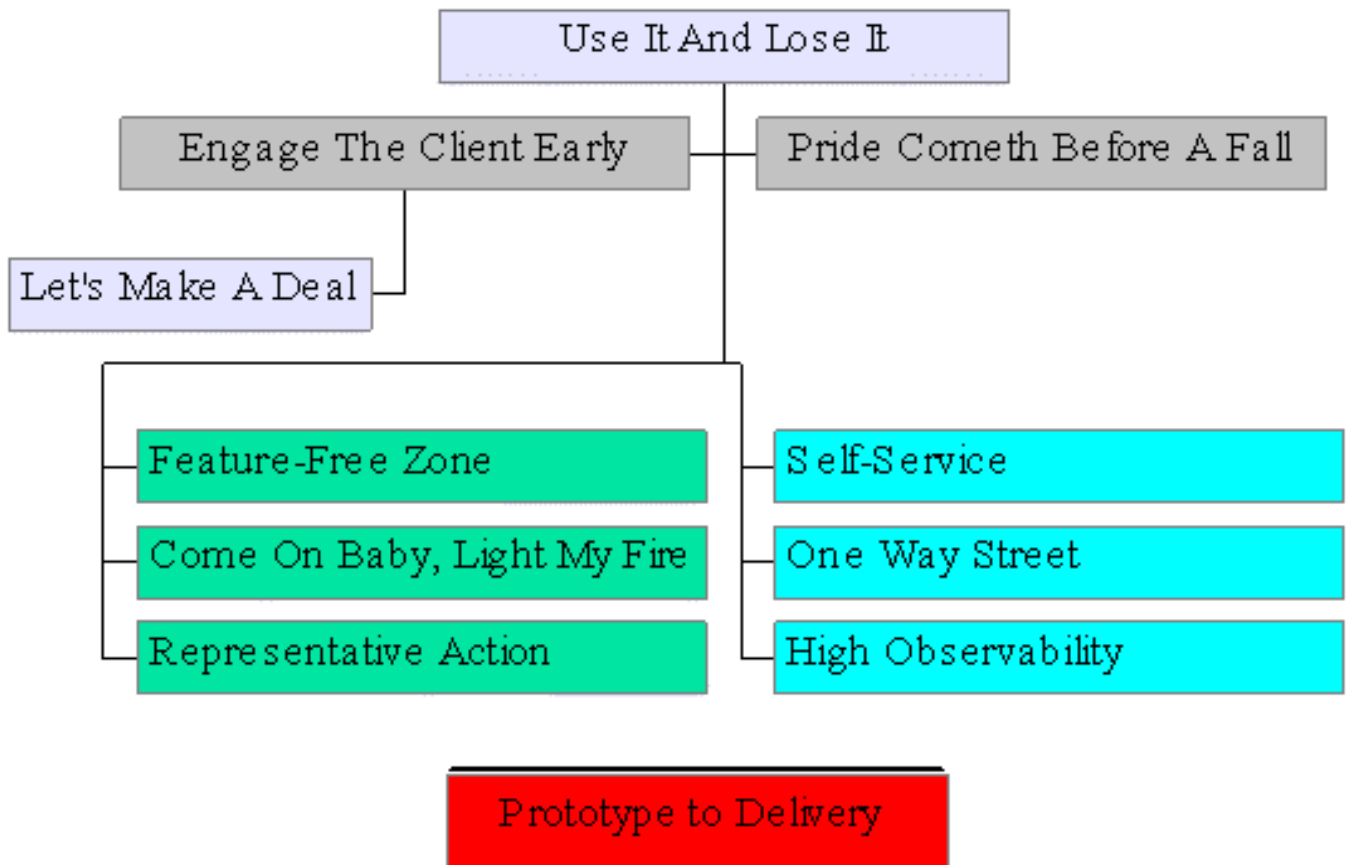 Use It And Lose It
Engage The Client Early
Pride Cometh Before A Fall
Let's Make A Deal
Feature-Free Zone
Self-Service
Come On Baby, Light My Fire
One Way Street
Representative Action
High Observability
Prototype to Delivery